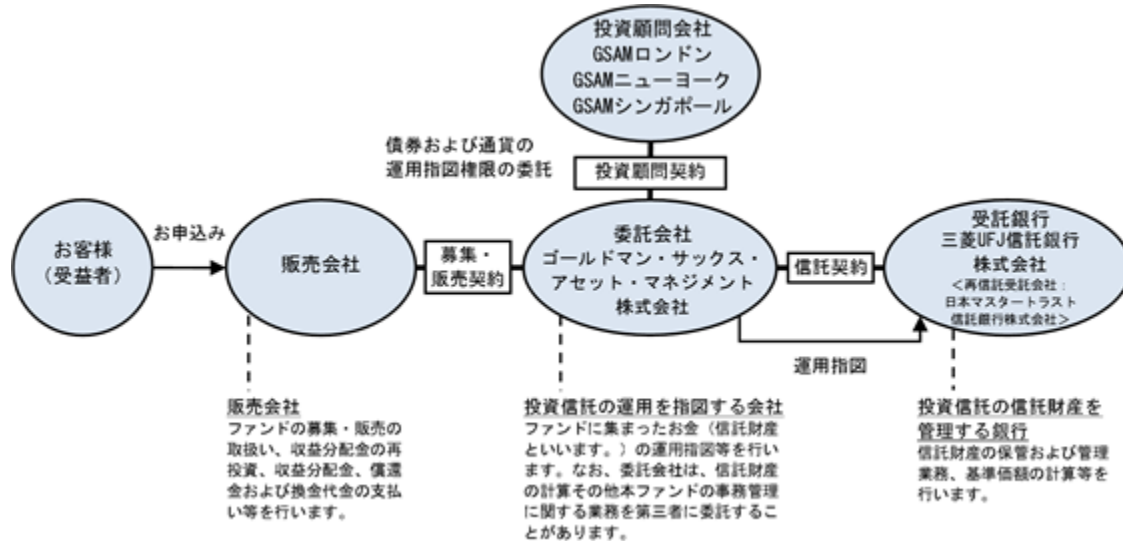 投資顧問会社
GSAMロンドン
GSAMニューヨーク
GSAMシンガポール
債券および通貨の
運用指図権限の委託
投資顧問契約
お客様
(受益者)
お申込み
販売会社
募集・
販売契約
委託会社
ゴールドマン・サックス・
アセット・マネジメント
株式会社
信託契約
受託銀行
三菱UFJ信託銀行
株式会社
<再信託受託会社:
日本マスタートラスト
信託銀行株式会社>
運用指図
販売会社
ファンドの募集・販売の
取扱い、収益分配金の再
投資、収益分配金、償還
金および換金代金の支払
い等を行います。
投資信託の運用を指図する会社
ファンドに集まったお金(信託財産
といいます。)の運用指図等を行い
ます。なお、委託会社は、信託財産
の計算その他本ファンドの事務管理
に関する業務を第三者に委託するこ
とがあります。
投資信託の信託財産を
管理する銀行
信託財産の保管および管理
業務、基準価額の計算等を
行います。